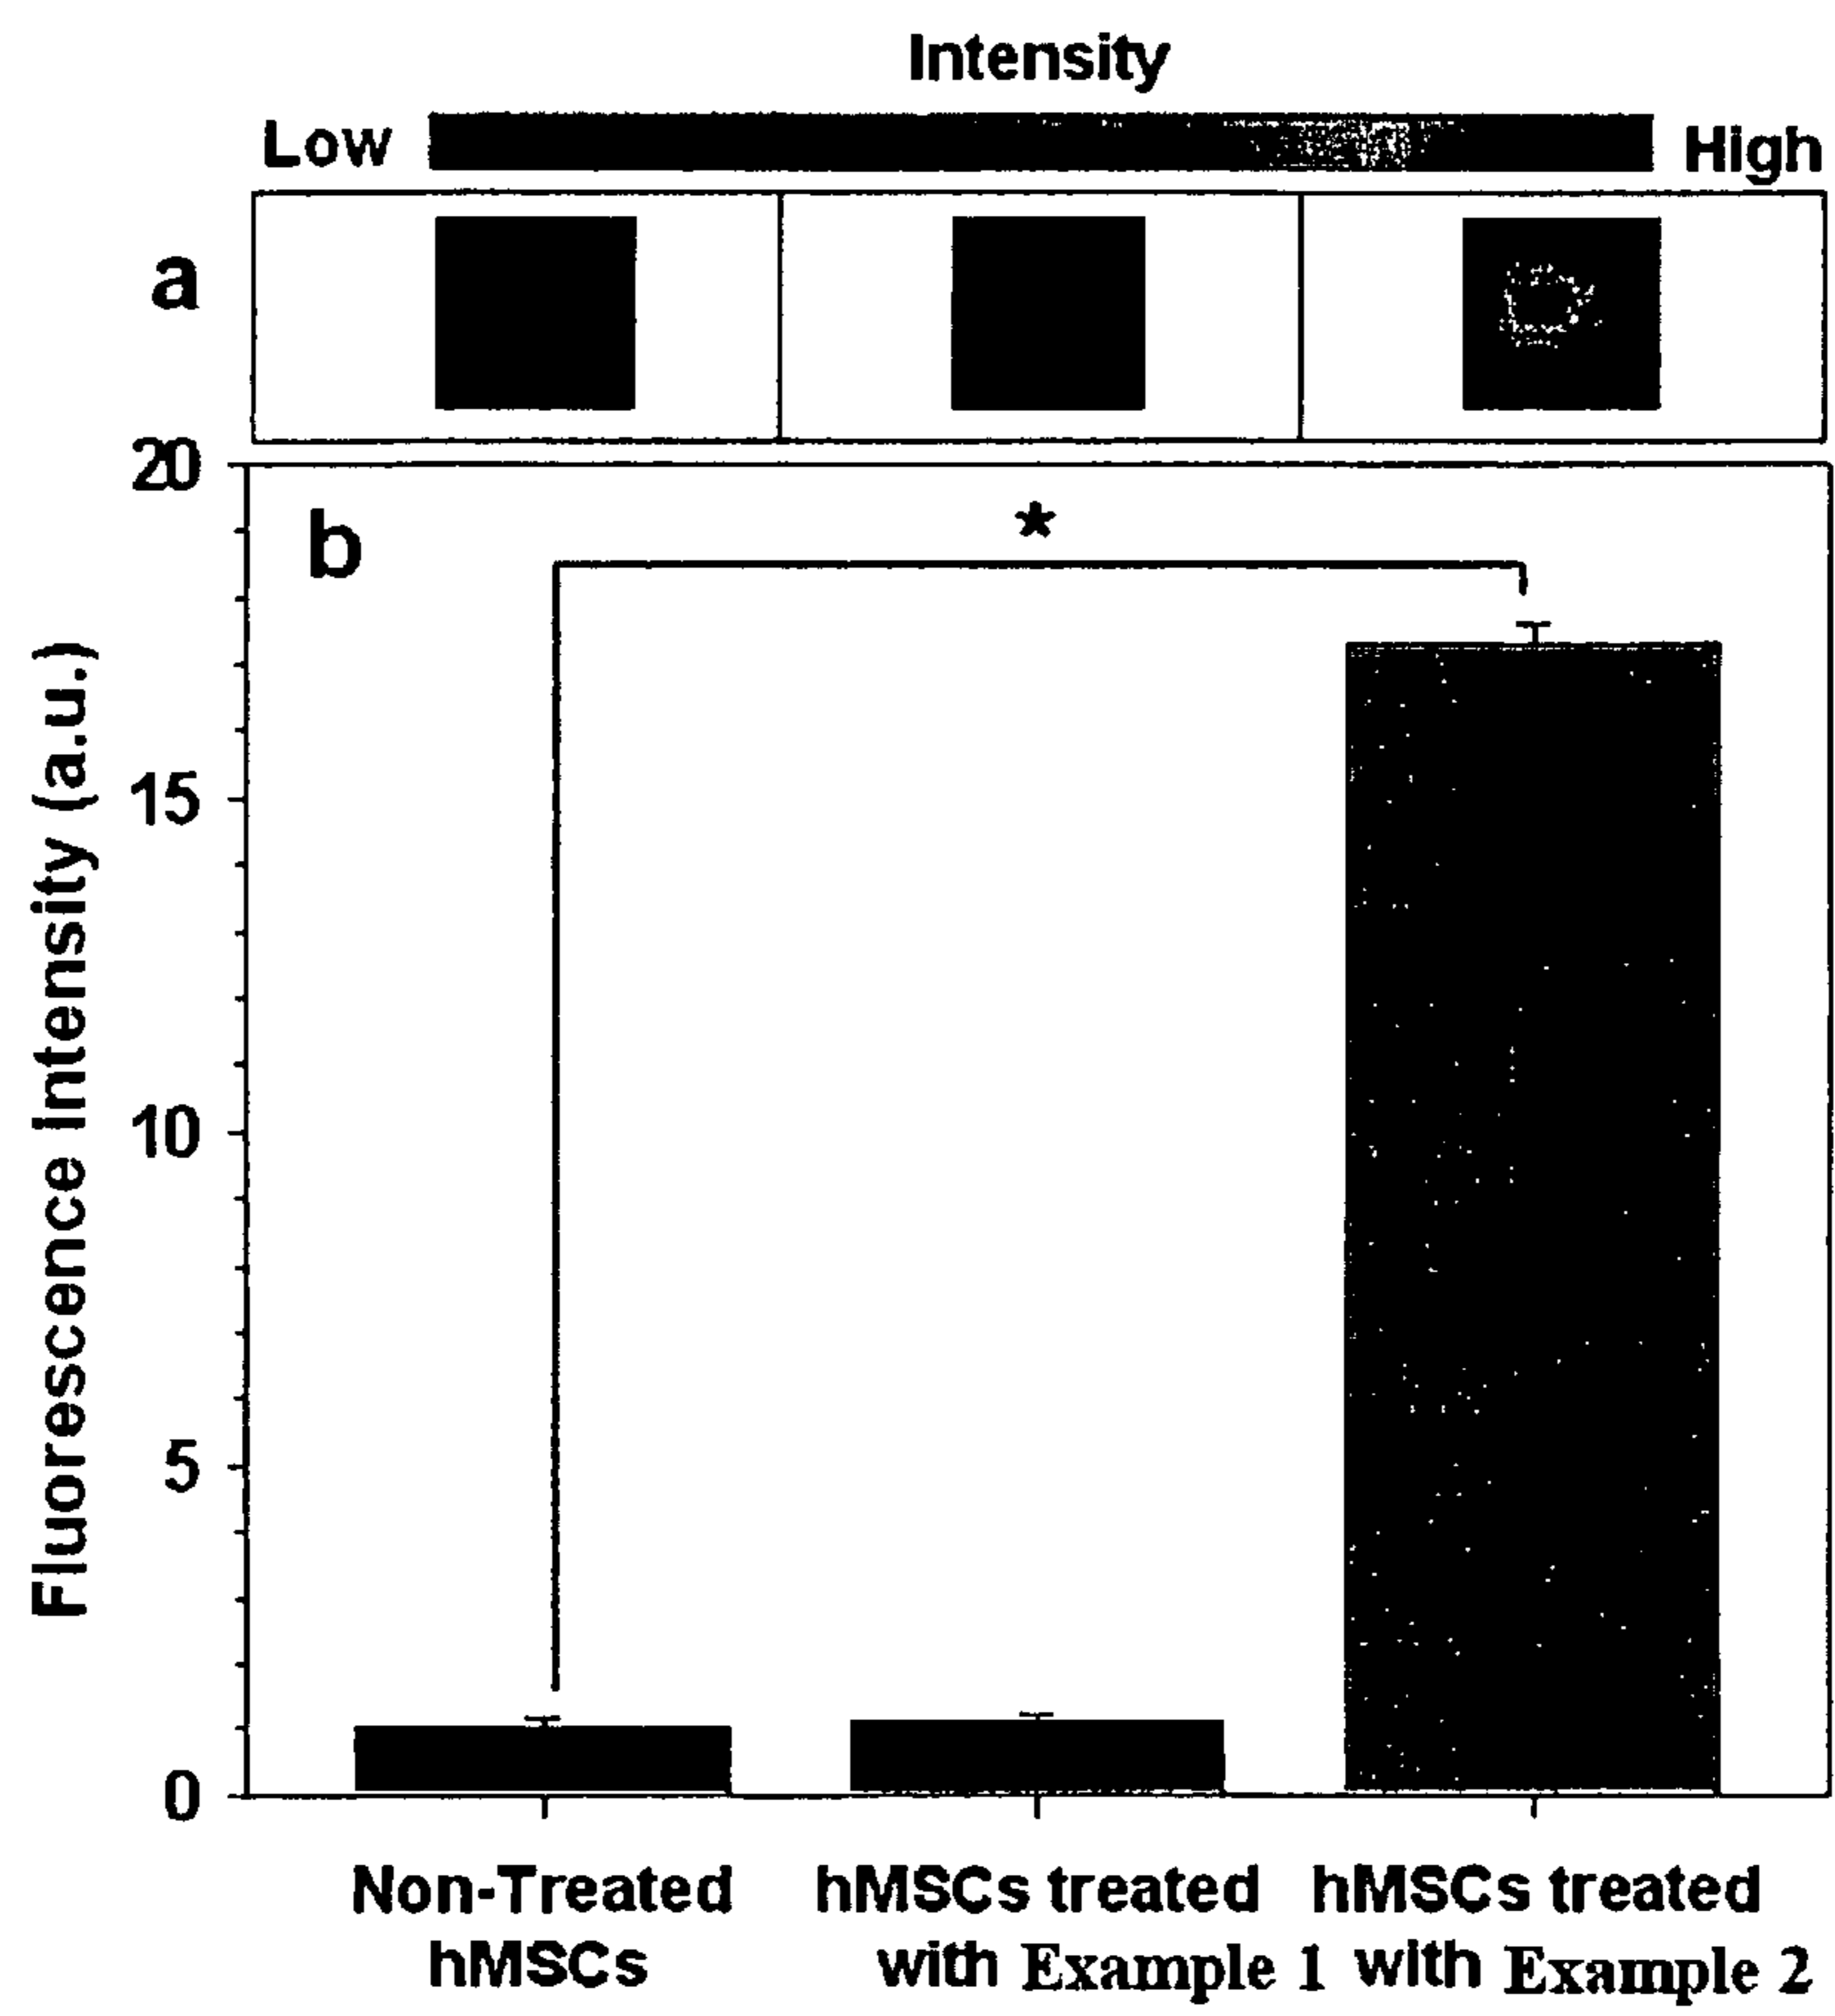 Intensity
Low
High
a
20
b
*
15
10
5
0
Fluorescence Intensity (a.u.)
Non-Treated
hMSCs
hMSCs treated
with Example 1
hMSCs treated
with Example 2